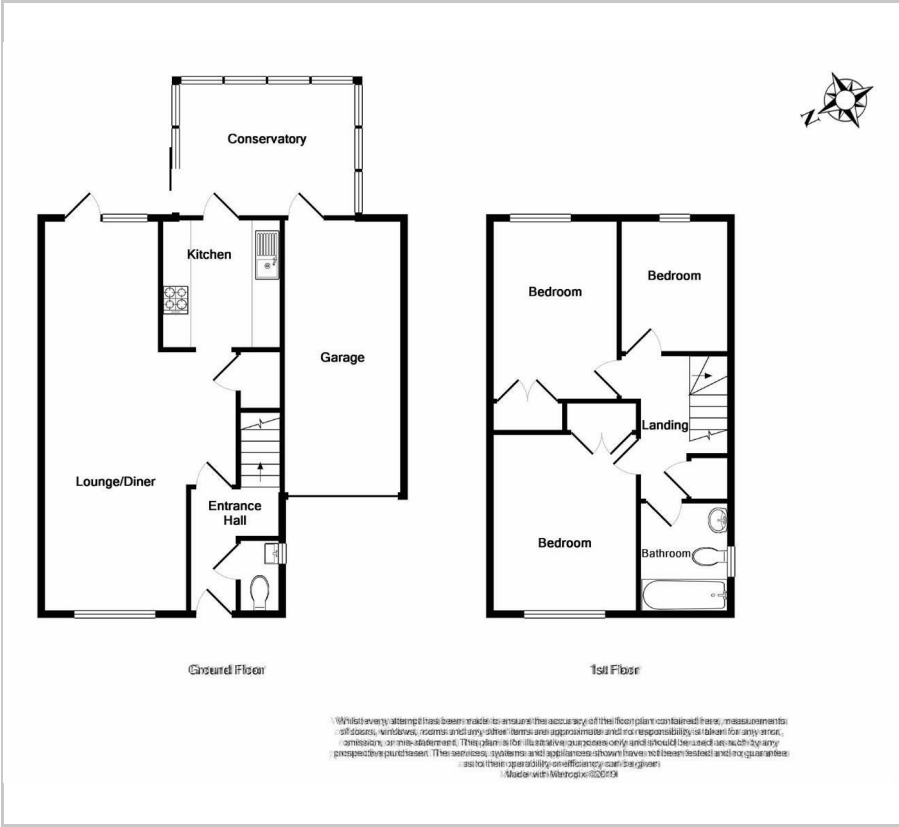 Conservatory
Kitchen
Garage
Lounge/Diner
Entrance
Hall
Bedroom
Bedroom
Landing
Bedroom
Bathroom
N
Ground Floor
1st Floor
Whilst every attempt has been made to ensure the accuracy of the floor plan contained here, measurements
of doors, windows, rooms and any other items are approximate and no responsibility is taken for any error,
omission, or mis-statement. This plan is for illustrative purposes only and should be used as such by any
prospective purchaser. The services, systems and appliances shown have not been tested and no guarantee
as to their operability or efficiency can be given
Made with Metropix ©2019